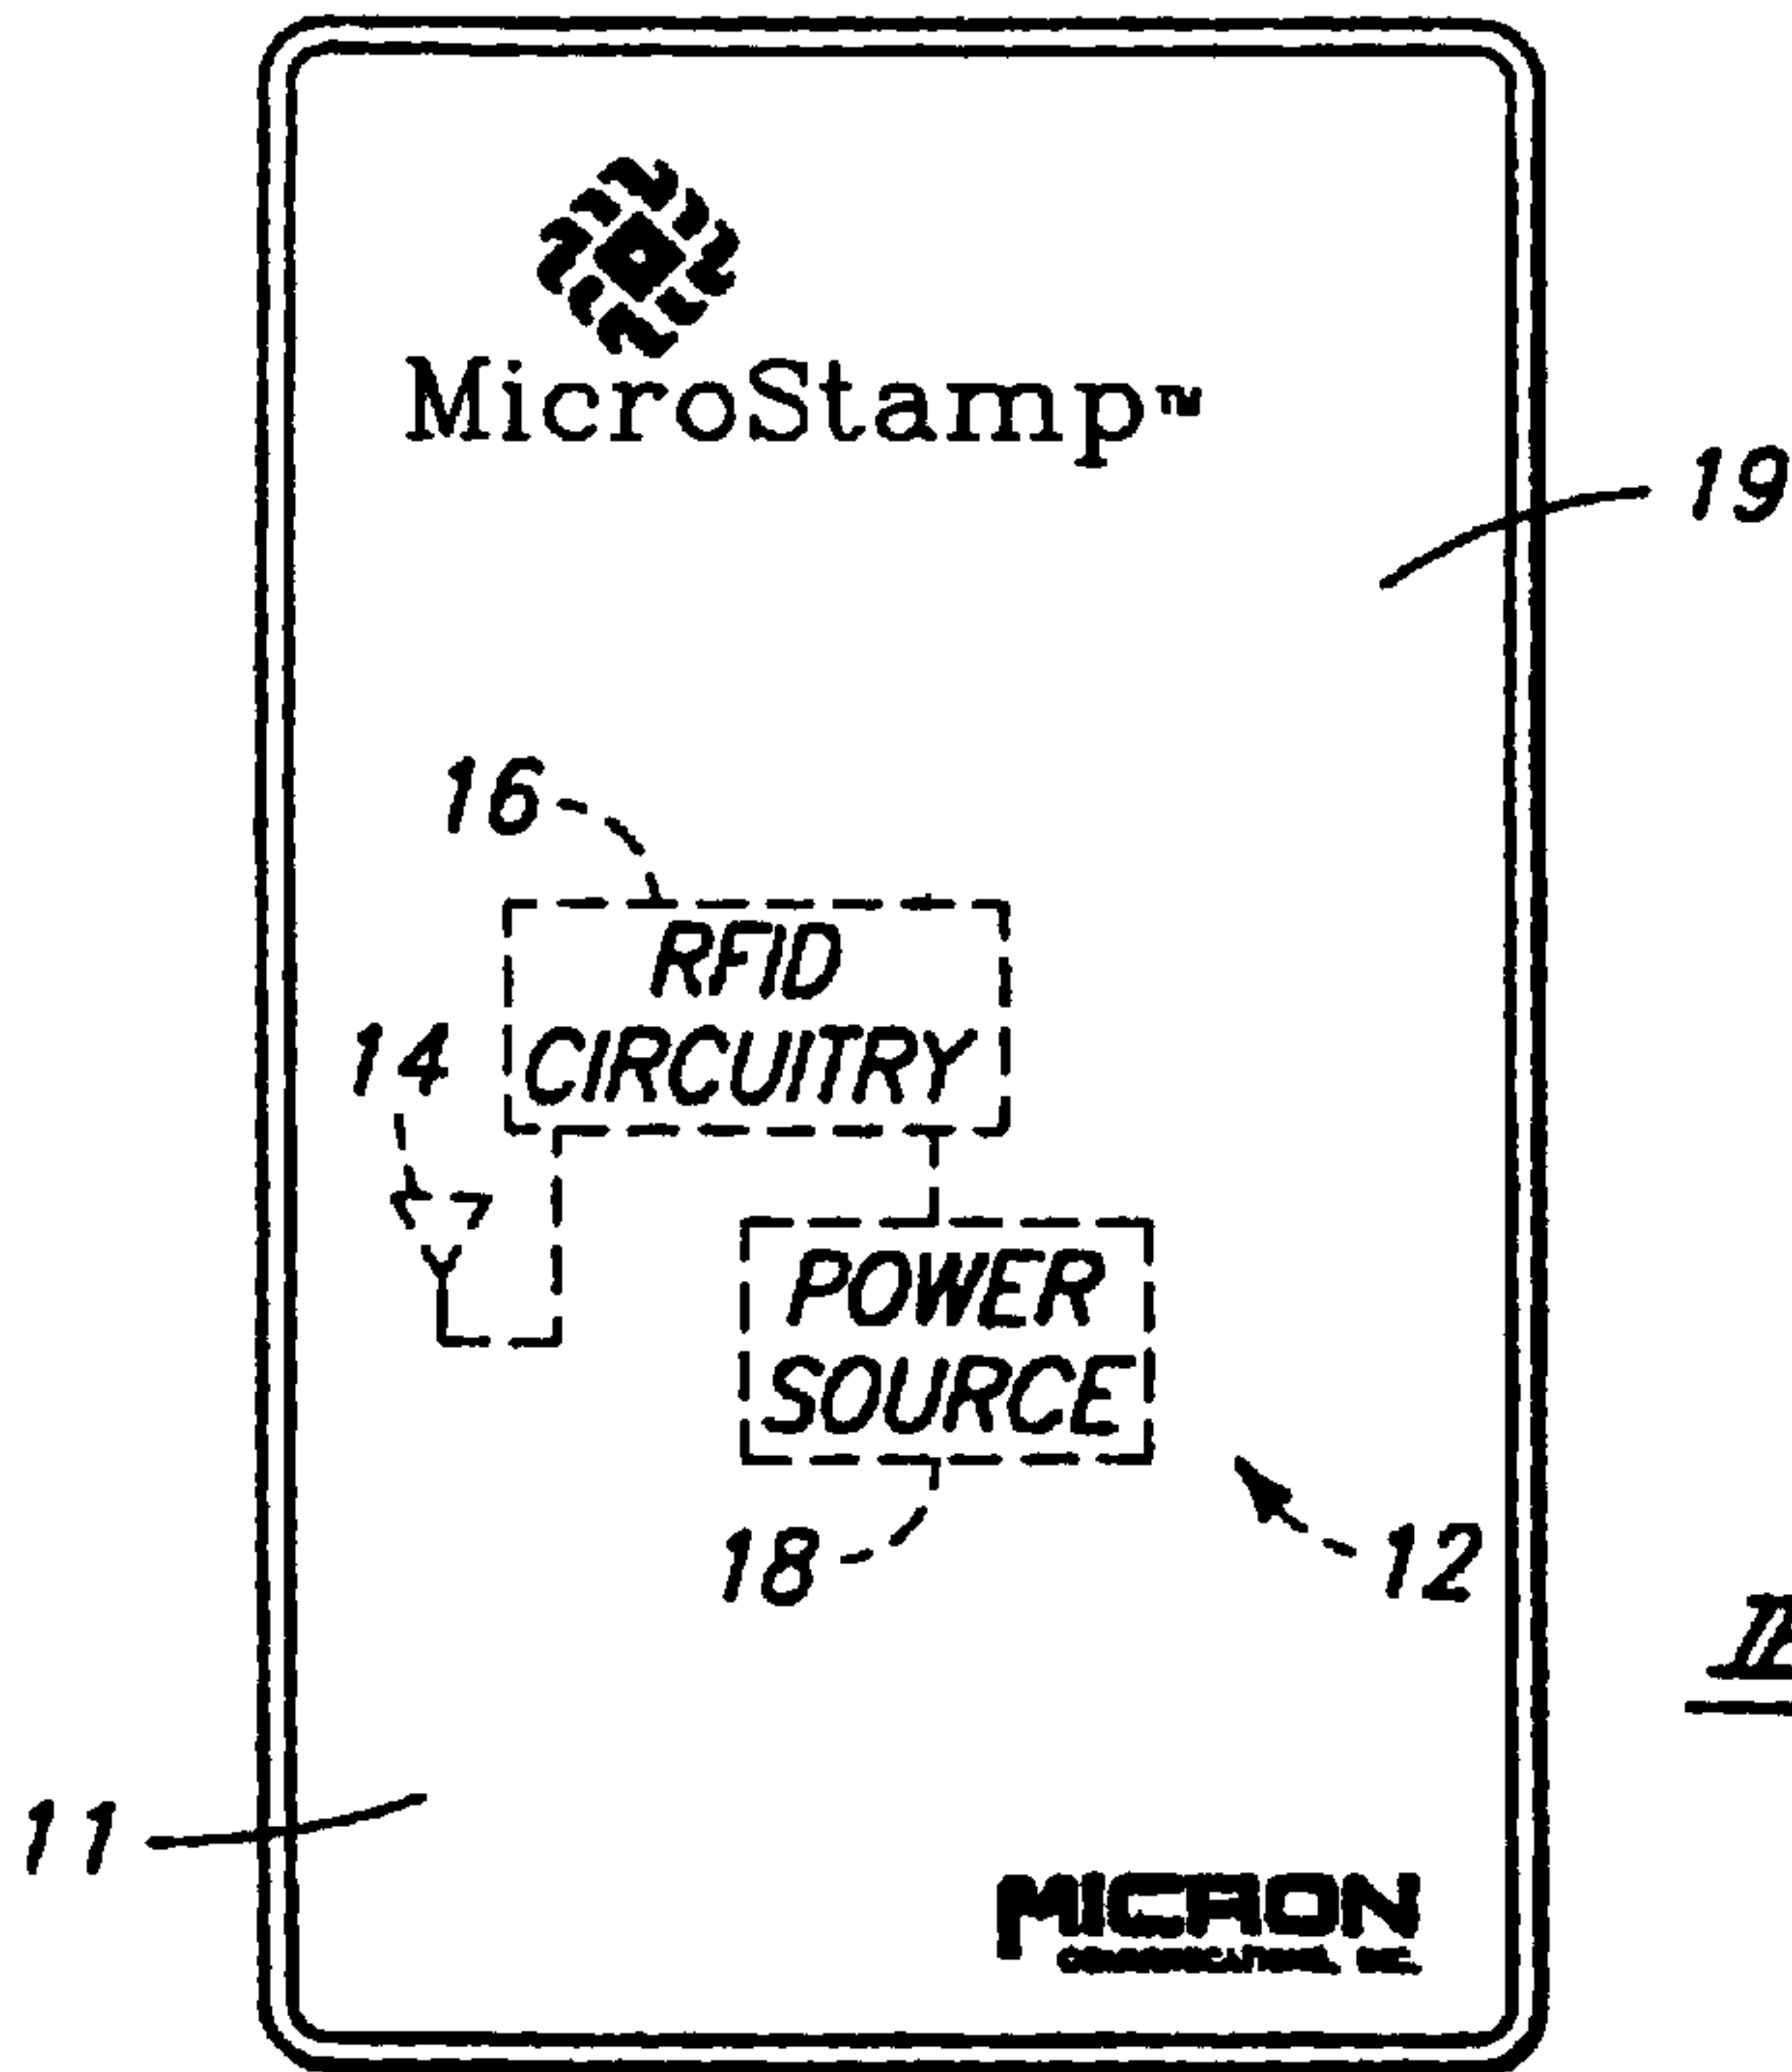 MicroStamp™
19
16
RFID
CIRCUITRY
14
POWER
SOURCE
18
12
11
MICRON